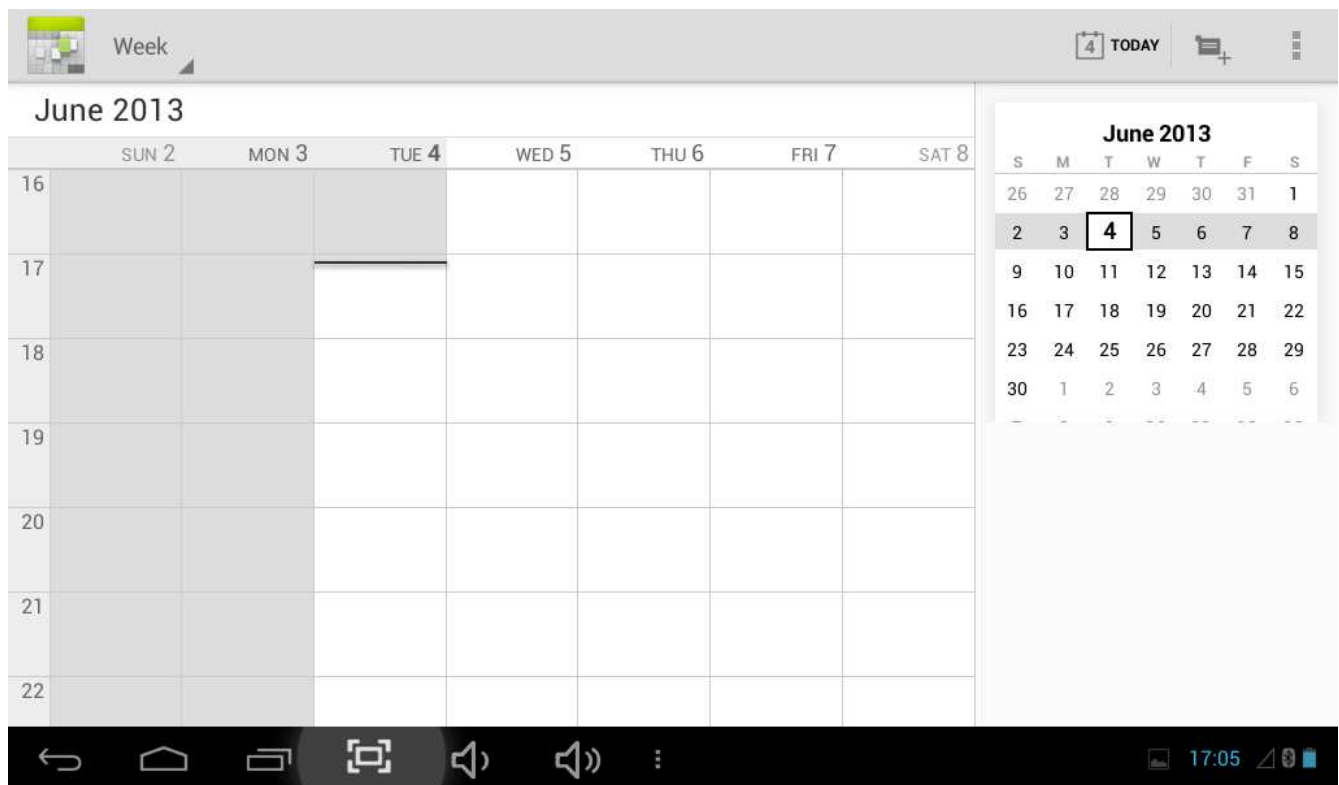 Week
4 TODAY
June 2013
SUN 2 MON 3 TUE 4 WED 5 THU 6 FRI 7 SAT 8
16
17
18
19
20
21
22
June 2013
S M T W T F S
26 27 28 29 30 31 1
2 3 4 5 6 7 8
9 10 11 12 13 14 15
16 17 18 19 20 21 22
23 24 25 26 27 28 29
30 1 2 3 4 5 6
17:05